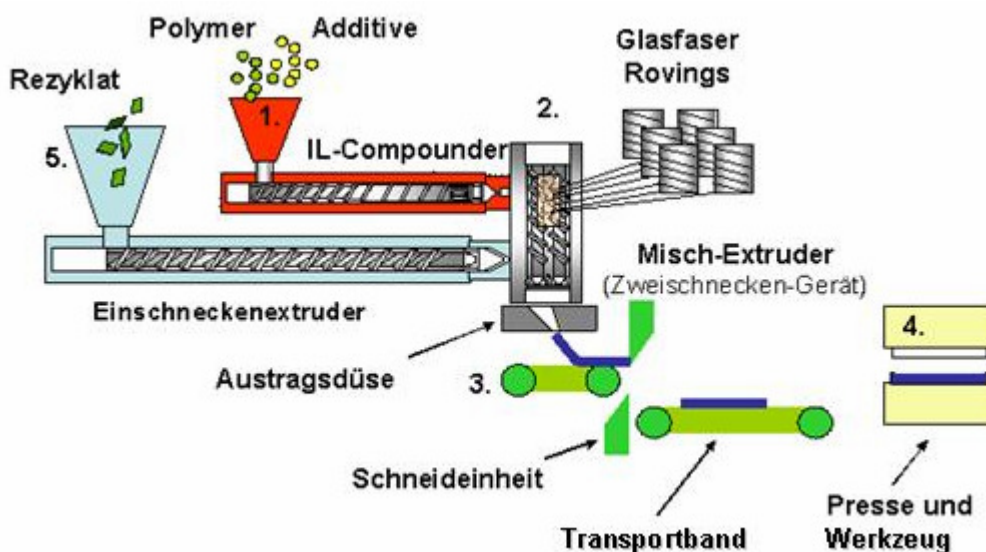 Polymer Additive
Rezyklat
Glasfaser
Rovings
1.
2.
5.
IL-Compounder
Misch-Extruder
(Zweischnecken-Gerät)
Einschneckenextruder
4.
Austragsdüse
3.
Schneideinheit
Presse und
Werkzeug
Transportband